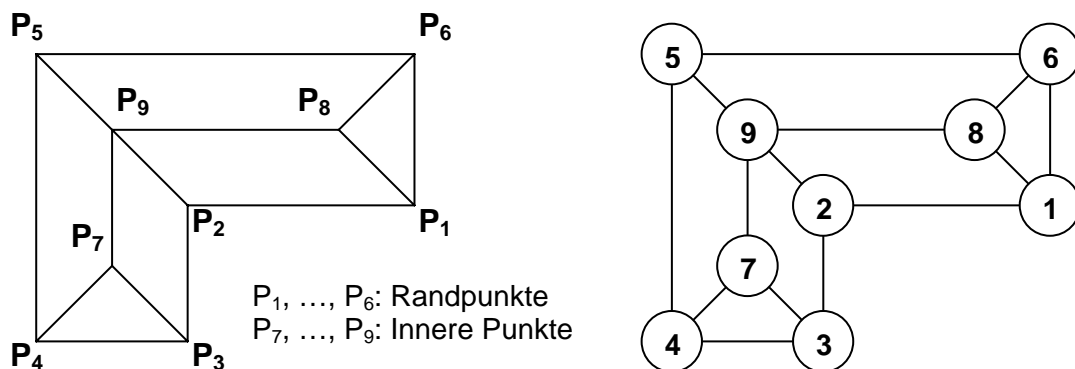 P5 P6
P9 P8
P2 P1
P7
P4 P3
P1, …, P6: Randpunkte
P7, …, P9: Innere Punkte
5 6
9 8
2 1
7
4 3